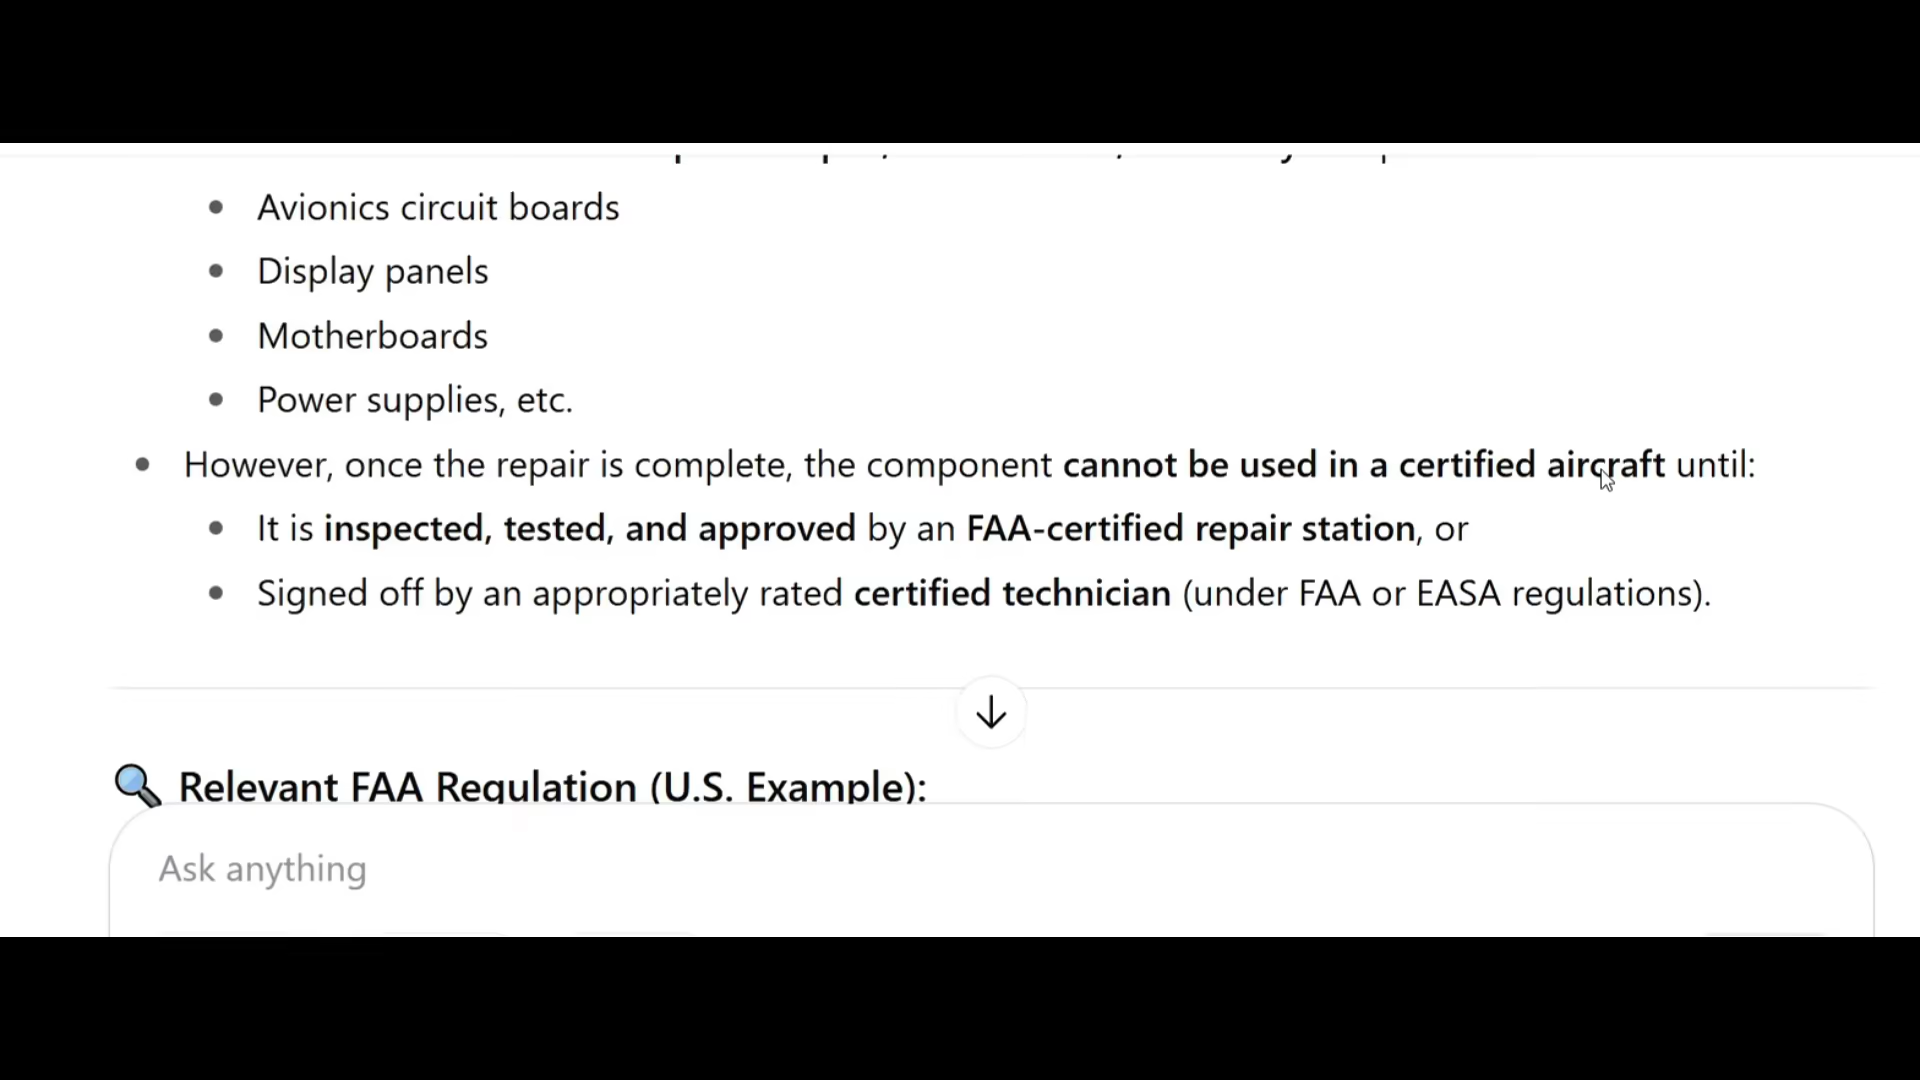 Avionics circuit boards
Display panels
Motherboards
Power supplies, etc.
However, once the repair is complete, the component cannot be used in a certified aircraft until:
It is inspected, tested, and approved by an FAA-certified repair station, or
Signed off by an appropriately rated certified technician (under FAA or EASA regulations).
Relevant FAA Regulation (U.S. Example):
Ask anything